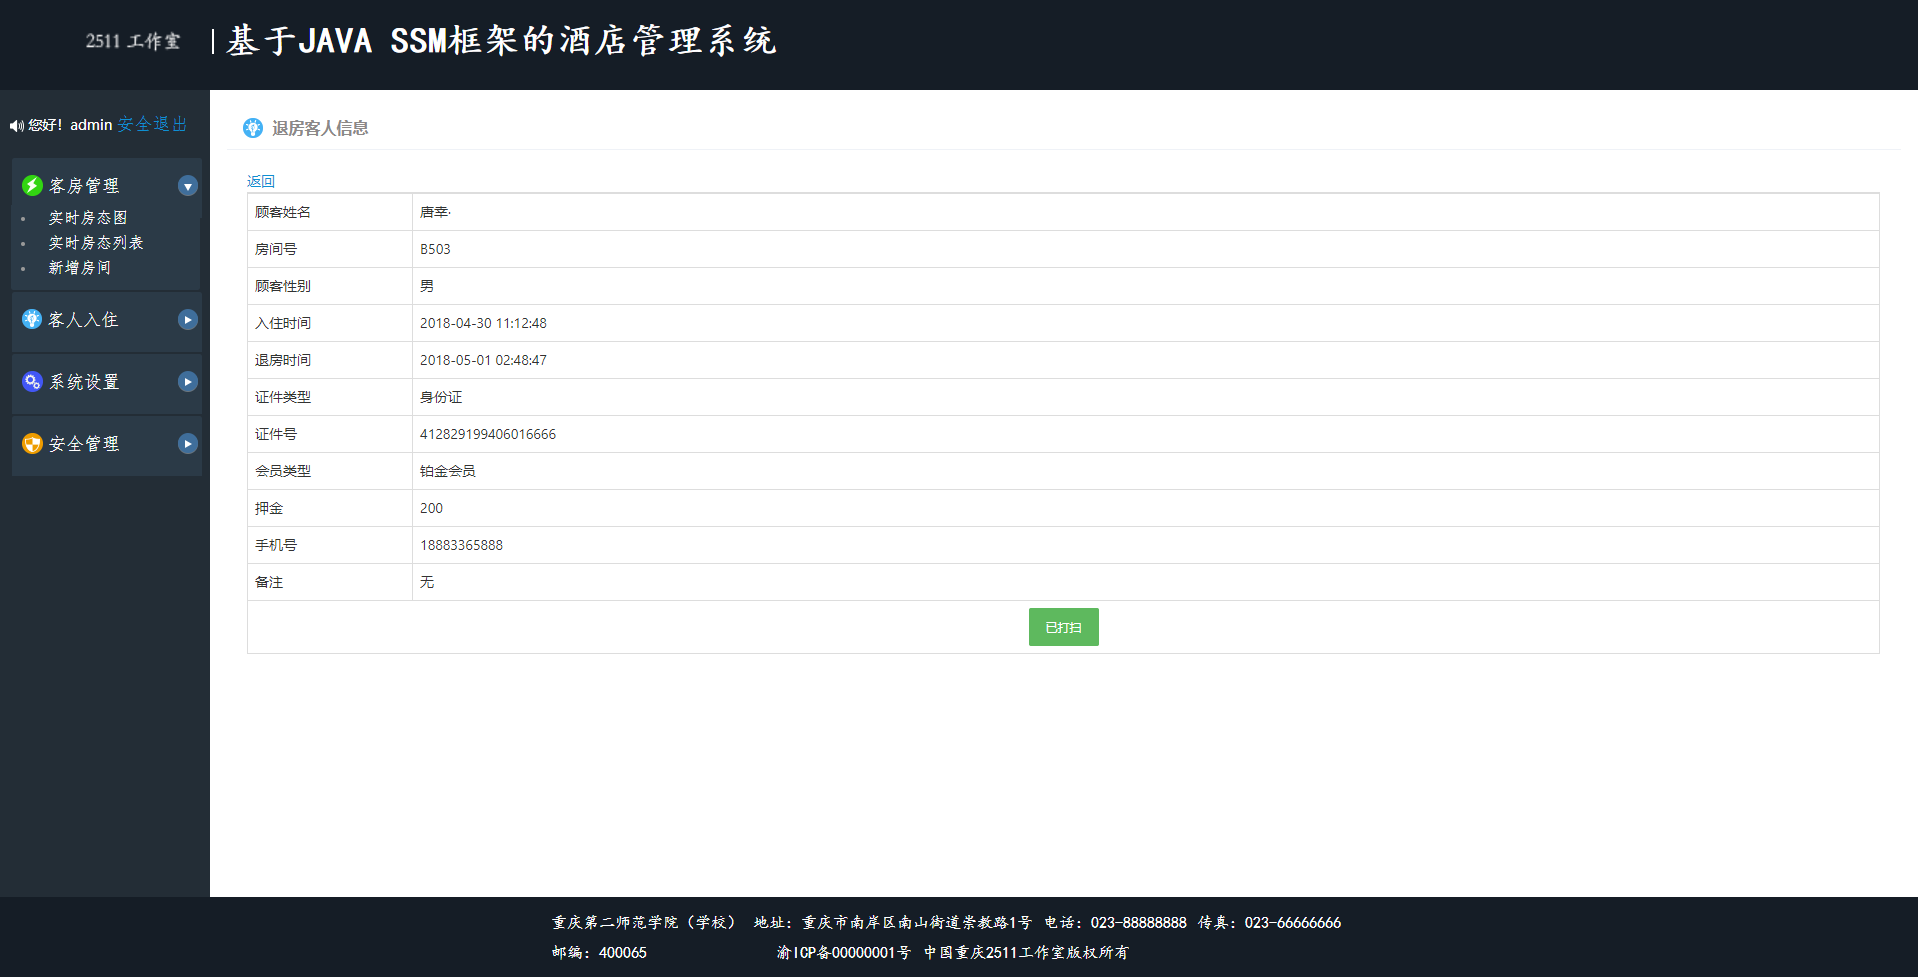 2511 工作室 | 基于JAVA SSM框架的酒店管理系统
您好! admin 安全退出
客房管理
实时房态图
实时房态列表
新增房间
客人入住
系统设置
安全管理
退房客人信息
返回
顾客姓名 唐幸·
房间号 B503
顾客性别 男
入住时间 2018-04-30 11:12:48
退房时间 2018-05-01 02:48:47
证件类型 身份证
证件号 412829199406016666
会员类型 铂金会员
押金 200
手机号 18883365888
备注 无
已打扫
重庆第二师范学院（学校） 地址：重庆市南岸区南山街道崇教路1号 电话：023-88888888 传真：023-66666666
邮编：400065 渝ICP备00000001号 中国重庆2511工作室版权所有